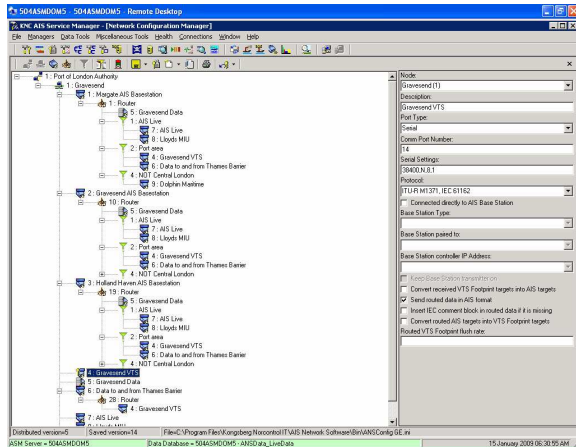 504ASMDOM5 - 504ASMDOM5 - Remote Desktop
KNC AIS Service Manager - [Network Configuration Manager]
File Managers Data Tools Miscellaneous Tools Health Connections Window Help
1 : Port of London Authority
1 : Gravesend
1 : Margate AIS Basestation
1 : Router
5 : Gravesend Data
1 : AIS Live
7 : AIS Live
8 : Lloyds MIU
2 : Port area
4 : Gravesend VTS
6 : Data to and from Thames Barrier
4 : NOT Central London
9 : Dolphin Maritime
2 : Gravesend AIS Basestation
10 : Router
5 : Gravesend Data
1 : AIS Live
7 : AIS Live
8 : Lloyds MIU
2 : Port area
4 : Gravesend VTS
6 : Data to and from Thames Barrier
4 : NOT Central London
3 : Holland Haven AIS Basestation
19 : Router
5 : Gravesend Data
1 : AIS Live
7 : AIS Live
8 : Lloyds MIU
2 : Port area
4 : Gravesend VTS
6 : Data to and from Thames Barrier
4 : NOT Central London
4 : Gravesend VTS
5 : Gravesend Data
6 : Data to and from Thames Barrier
28 : Router
4 : Gravesend VTS
7 : AIS Live
Node:
Gravesend (1)
Description:
Gravesend VTS
Port Type:
Serial
Comm Port Number:
14
Serial Settings:
38400,N,8,1
Protocol:
ITU-R M1371, IEC 61162
Connected directly to AIS Base Station
Base Station Type:
Base Station paired to:
Base Station controller IP Address:
Keep Base Station transmitter on
Convert received VTS Footprint targets into AIS targets
Send routed data in AIS format
Insert IEC comment block in routed data if it is missing
Convert routed AIS targets into VTS Footprint targets
Routed VTS Footprint flush rate:
Distributed version=5 Saved version=14 File=C:\Program Files\Kongsberg Norcontrol IT\AIS Network Software\Bin\ANSConfig GE.ini
ASM Server = 504ASMDOM5 Data Database = 504ASMDOM5 - ANSData_LiveData 15 January 2009 06:30:55 AM